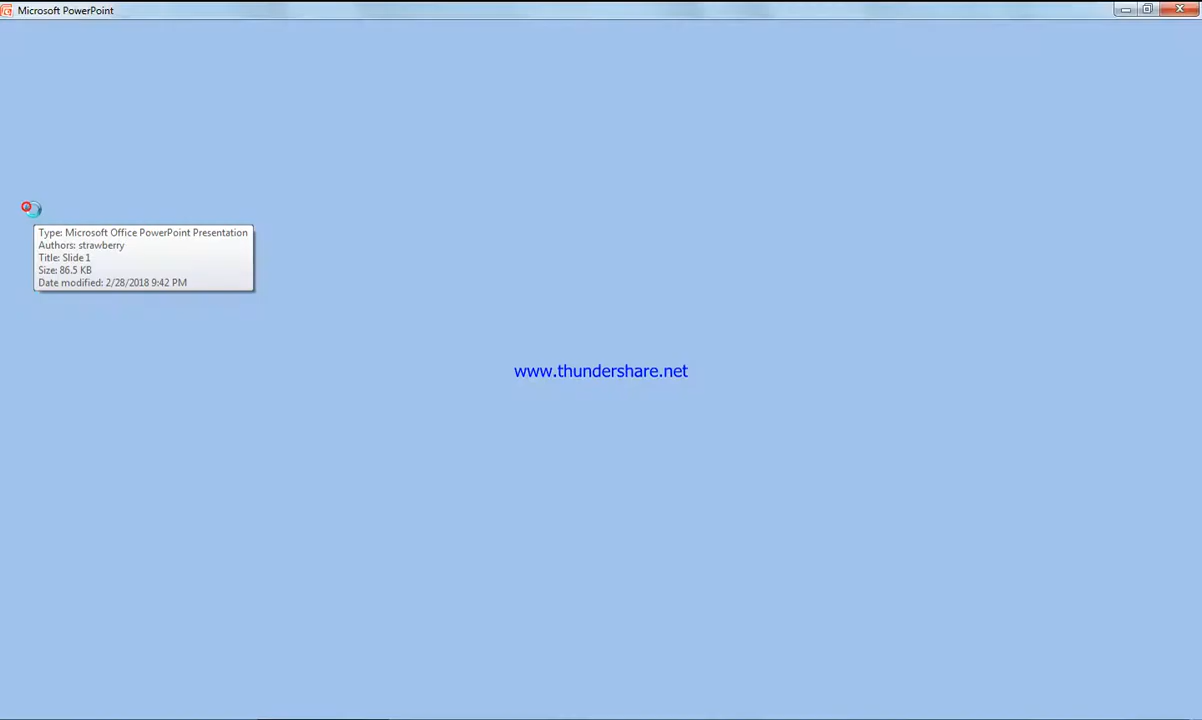 Microsoft PowerPoint
Type: Microsoft Office PowerPoint Presentation
Authors: strawberry
Title: Slide 1
Size: 86.5 KB
Date modified: 2/28/2018 9:42 PM
www.thundershare.net